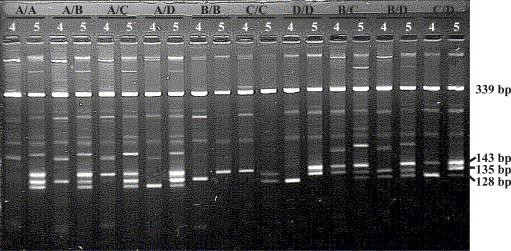 A/A A/B A/C A/D B/B C/C D/D B/C B/D C/D
4 5 4 5 4 5 4 5 4 5 4 5 4 5 4 5 4 5 4 5
339 bp
143 bp
135 bp
128 bp